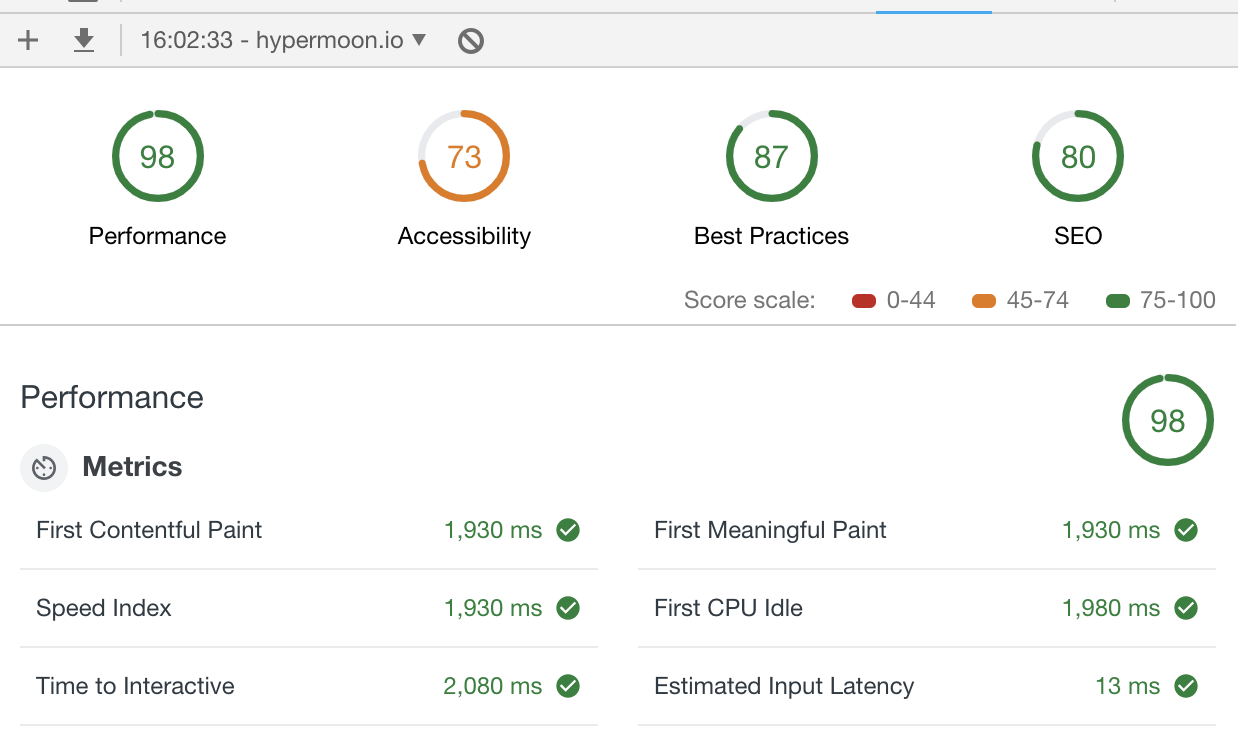 16:02:33 - hypermoon.io
98 73 87 80
Performance Accessibility Best Practices SEO
Score scale: 0-44 45-74 75-100
Performance 98
Metrics
First Contentful Paint 1,930 ms First Meaningful Paint 1,930 ms
Speed Index 1,930 ms First CPU Idle 1,980 ms
Time to Interactive 2,080 ms Estimated Input Latency 13 ms